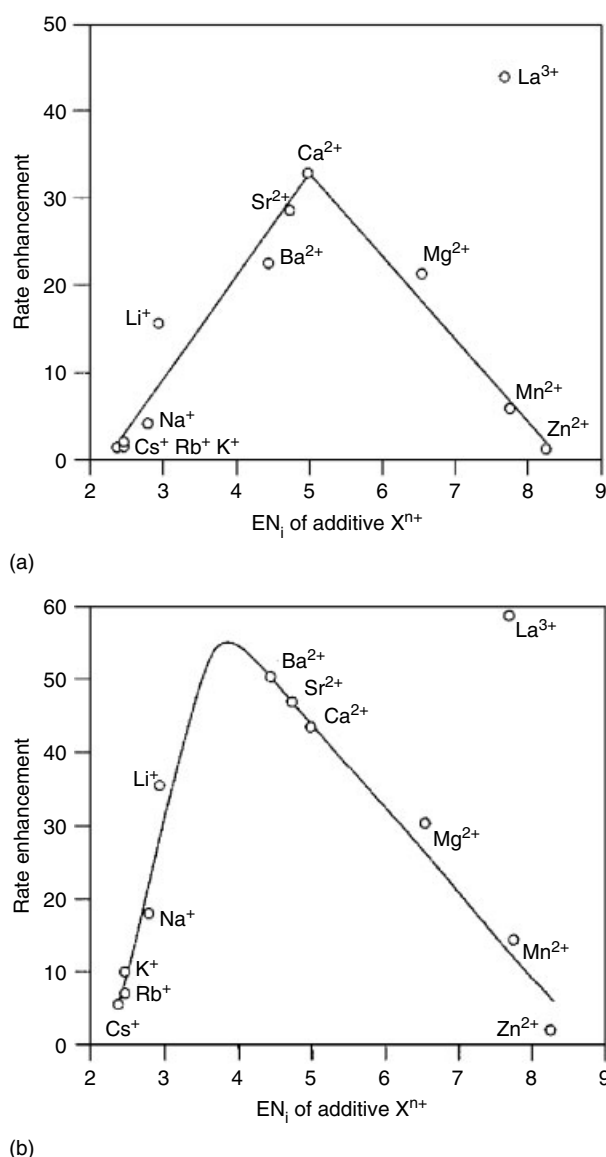 50
40
30
20
10
0
Rate enhancement
La³⁺
Ca²⁺
Sr²⁺
Ba²⁺
Mg²⁺
Li⁺
Na⁺
Cs⁺ Rb⁺ K⁺
Mn²⁺
Zn²⁺
2 3 4 5 6 7 8 9
ENᵢ of additive Xⁿ⁺
(a)
60
50
40
30
20
10
0
Rate enhancement
La³⁺
Ba²⁺
Sr²⁺
Ca²⁺
Li⁺
Mg²⁺
Na⁺
Mn²⁺
K⁺
Rb⁺
Cs⁺
Zn²⁺
2 3 4 5 6 7 8 9
ENᵢ of additive Xⁿ⁺
(b)